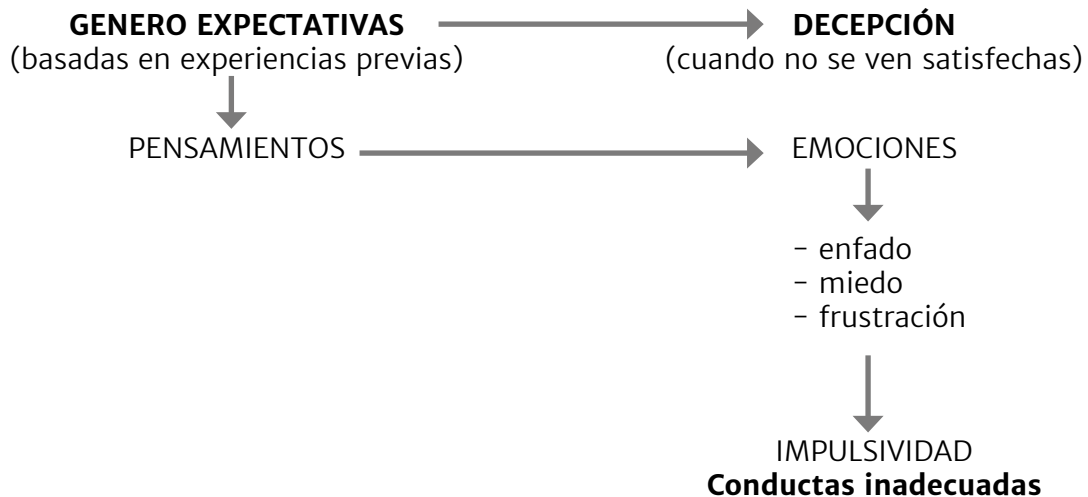 GENERO EXPECTATIVAS
(basadas en experiencias previas)
DECEPCIÓN
(cuando no se ven satisfechas)
PENSAMIENTOS
EMOCIONES
– enfado
– miedo
– frustración
IMPULSIVIDAD
Conductas inadecuadas